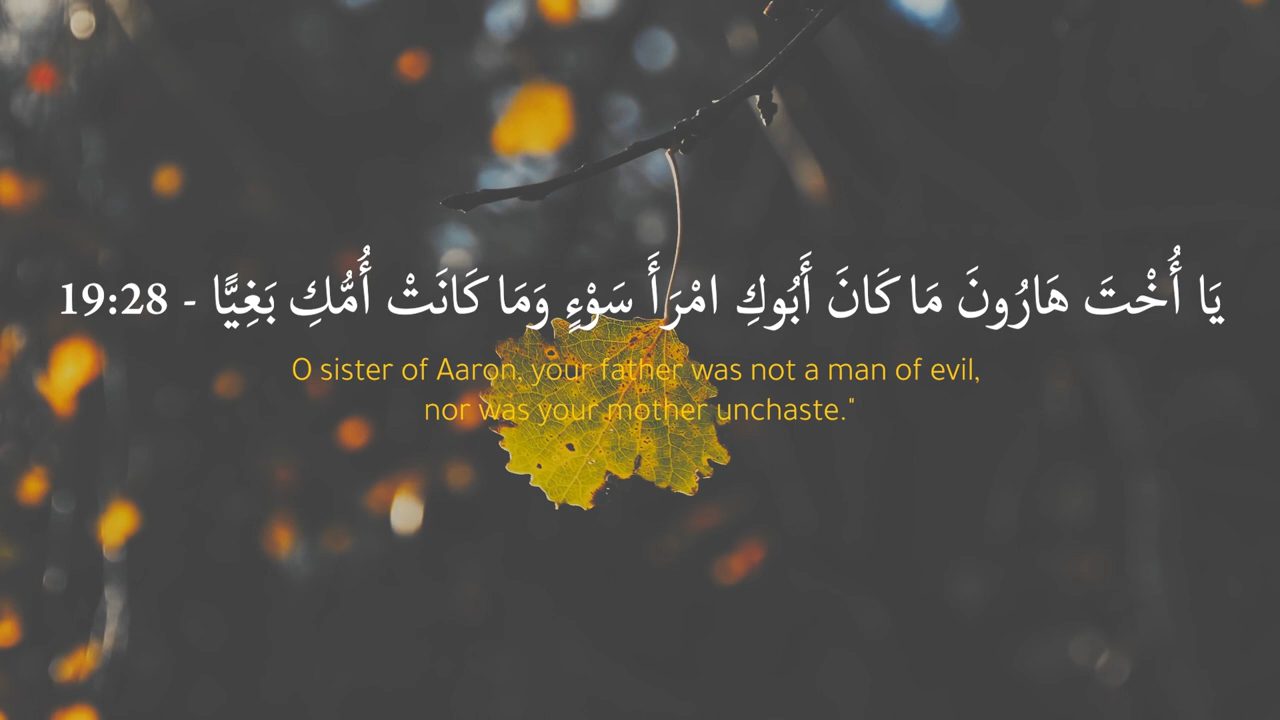 يَا أُخْتَ هَارُونَ مَا كَانَ أَبُوكِ امْرَأَ سَوْءٍ وَمَا كَانَتْ أُمُّكِ بَغِيًّا - 19:28
O sister of Aaron, your father was not a man of evil,
nor was your mother unchaste."